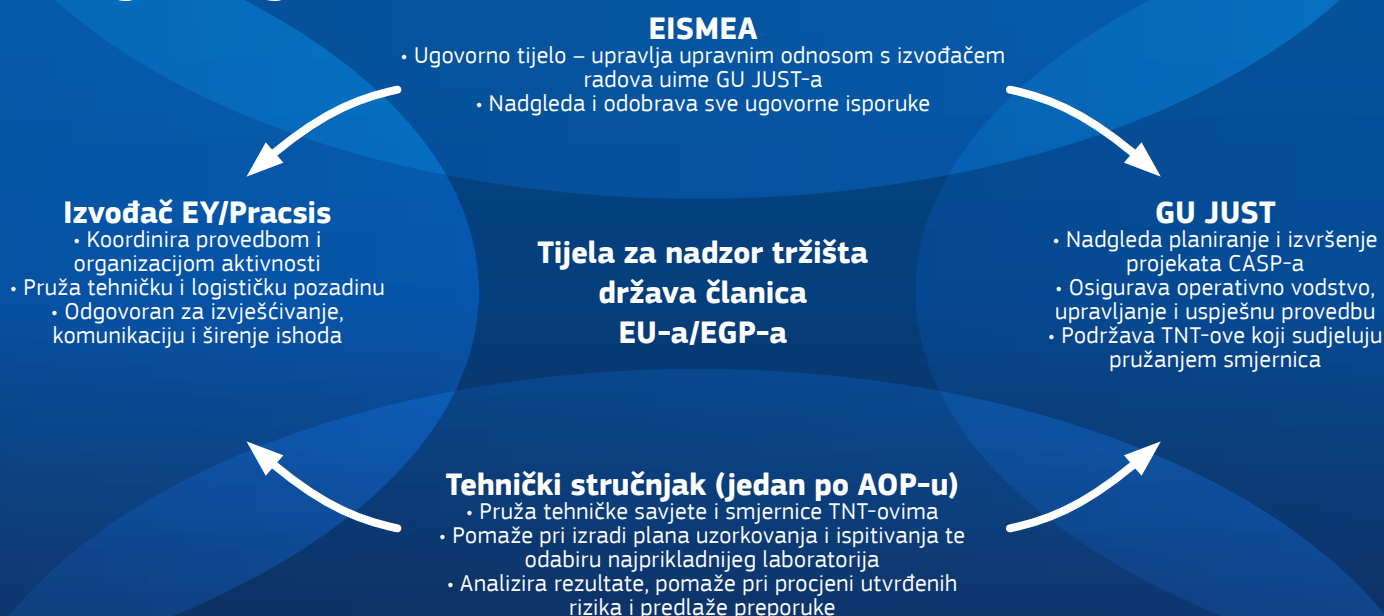 EISMEA
• Ugovorno tijelo – upravlja upravnim odnosom s izvođačem
radova uime GU JUST-a
• Nadgleda i odobrava sve ugovorne isporuke
Izvođač EY/Pracsis
• Koordinira provedbom i
organizacijom aktivnosti
• Pruža tehničku i logističku pozadinu
• Odgovoran za izvješćivanje,
komunikaciju i širenje ishoda
Tijela za nadzor tržišta
država članica
EU-a/EGP-a
GU JUST
• Nadgleda planiranje i izvršenje
projekata CASP-a
• Osigurava operativno vodstvo,
upravljanje i uspješnu provedbu
• Podržava TNT-ove koji sudjeluju
pružanjem smjernica
Tehnički stručnjak (jedan po AOP-u)
• Pruža tehničke savjete i smjernice TNT-ovima
• Pomaže pri izradi plana uzorkovanja i ispitivanja te
odabiru najprikladnijeg laboratorija
• Analizira rezultate, pomaže pri procjeni utvrđenih
rizika i predlaže preporuke